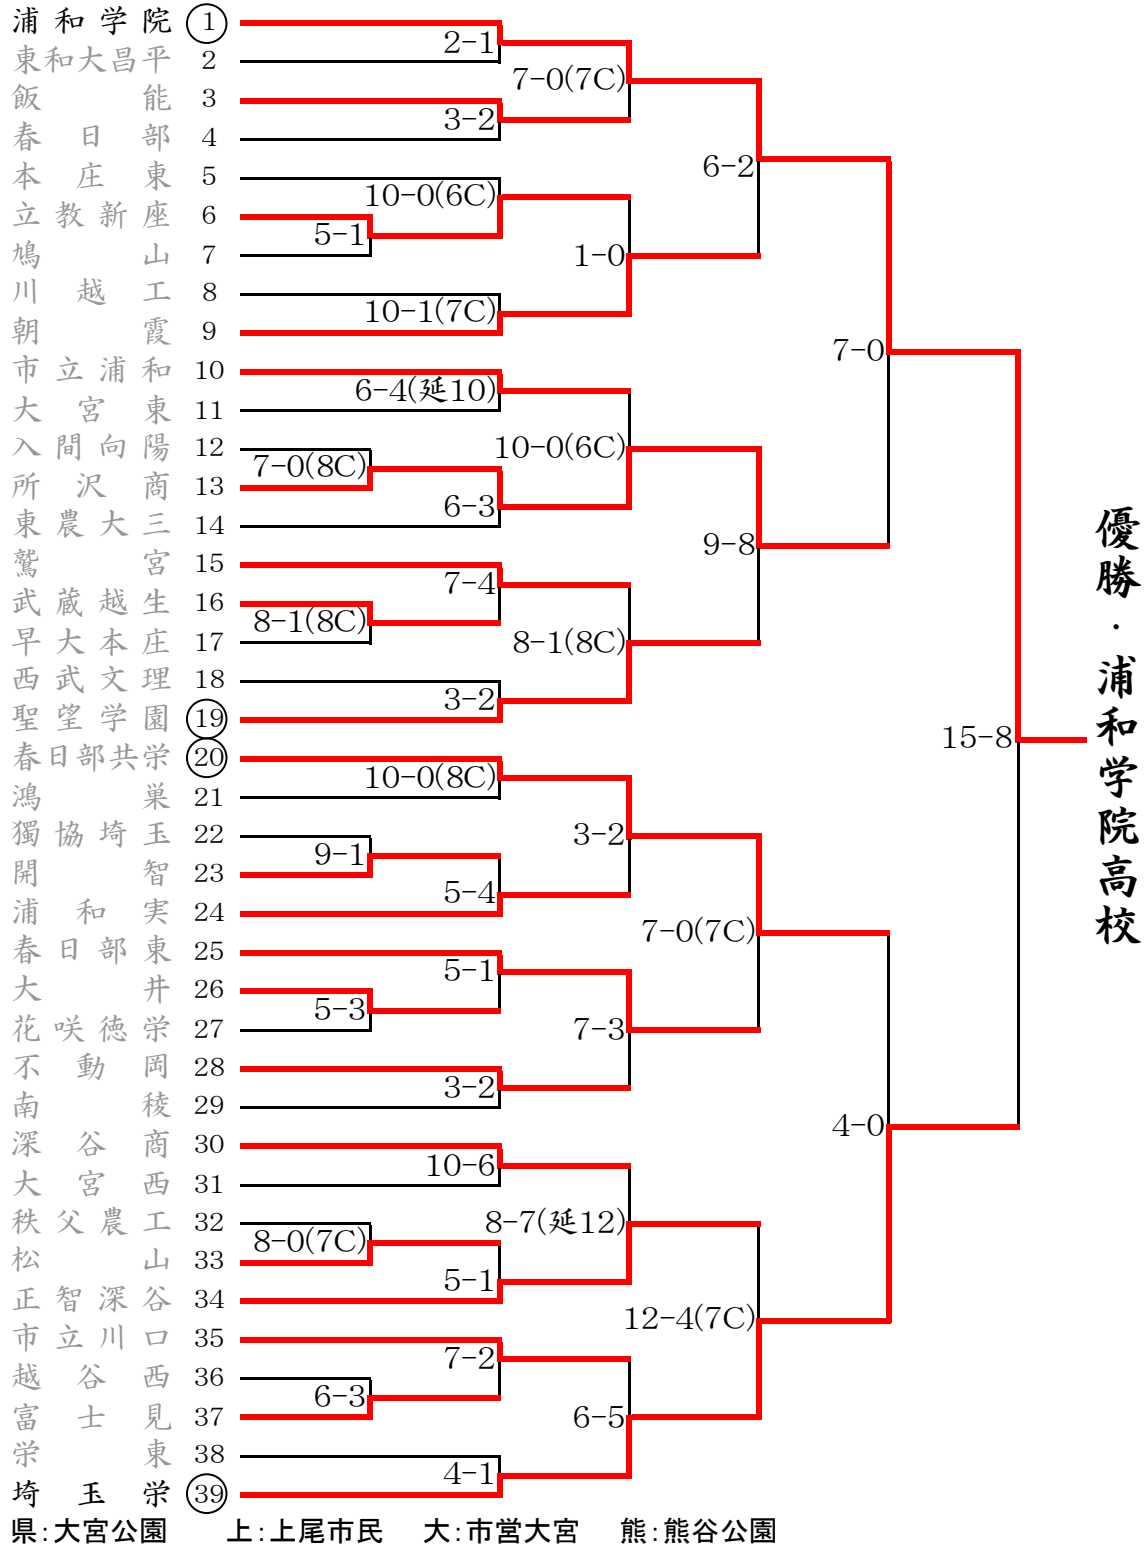 浦和学院 1
東和大昌平 2
飯能 3
春日部 4
本庄東 5
立教新座 6
鳩山 7
川越工 8
朝霞 9
市立浦和 10
大宮東 11
入間向陽 12
所沢商 13
東農大三 14
鷲宮 15
武蔵越生 16
早大本庄 17
西武文理 18
聖望学園 19
春日部共栄 20
鴻巣 21
獨協埼玉 22
開智 23
浦和実 24
春日部東 25
大井 26
花咲徳栄 27
不動岡 28
南稜 29
深谷商 30
大宮西 31
秩父農工 32
松山 33
正智深谷 34
市立川口 35
越谷西 36
富士見 37
栄東 38
埼玉栄 39
5-1
7-0(8C)
8-1(8C)
9-1
5-3
8-0(7C)
6-3
2-1
3-2
10-0(6C)
10-1(7C)
6-4(延10)
6-3
7-4
3-2
10-0(8C)
5-4
5-1
3-2
10-6
5-1
7-2
4-1
7-0(7C)
1-0
10-0(6C)
8-1(8C)
3-2
7-3
8-7(延12)
6-5
6-2
9-8
7-0(7C)
12-4(7C)
7-0
4-0
15-8
優勝・浦和学院高校
県:大宮公園 上:上尾市民 大:市営大宮 熊:熊谷公園